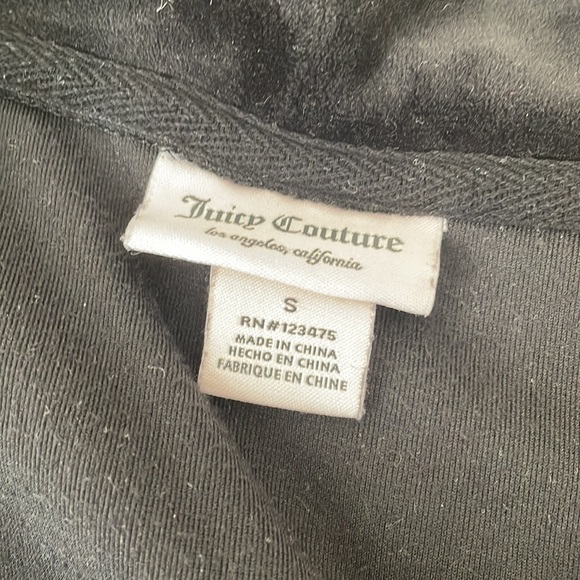 Juicy Couture
los angeles, california
S
RN#123475
MADE IN CHINA
HECHO EN CHINA
FABRIQUE EN CHINE